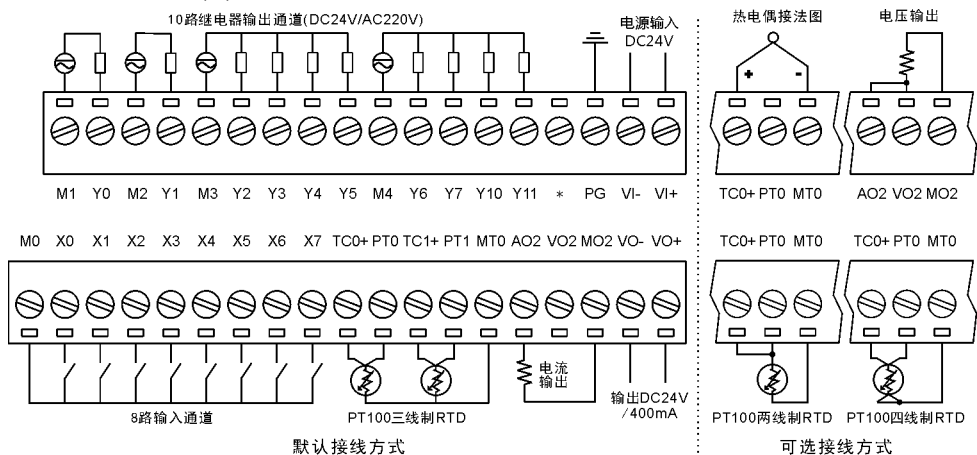 10路继电器输出通道(DC24V/AC220V)
电源输入
DC24V
M1 Y0 M2 Y1 M3 Y2 Y3 Y4 Y5 M4 Y6 Y7 Y10 Y11 * PG VI- VI+
M0 X0 X1 X2 X3 X4 X5 X6 X7 TC0+ PT0 TC1+ PT1 MT0 AO2 VO2 MO2 VO- VO+
8路输入通道
PT100三线制RTD
电流
输出
输出DC24V
/400mA
默认接线方式
热电偶接法图
+ -
TC0+ PT0 MT0
电压输出
AO2 VO2 MO2
TC0+ PT0 MT0
PT100两线制RTD
TC0+ PT0 MT0
PT100四线制RTD
可选接线方式